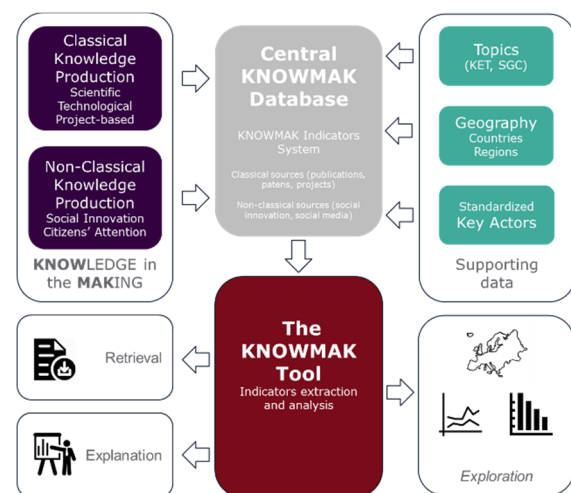 Classical
Knowledge
Production
Scientific
Technological
Project-based
Non-Classical
Knowledge
Production
Social Innovation
Citizens' Attention
KNOWLEDGE in
the MAKING
Central
KNOWMAK
Database
KNOWMAK Indicators
System
Classical sources (publications,
patens, projects)
Non-classical sources (social
innovation, social media)
Topics
(KET, SGC)
Geography
Countries
Regions
Standardized
Key Actors
Supporting
data
The
KNOWMAK
Tool
Indicators extraction
and analysis
Retrieval
Explanation
Exploration